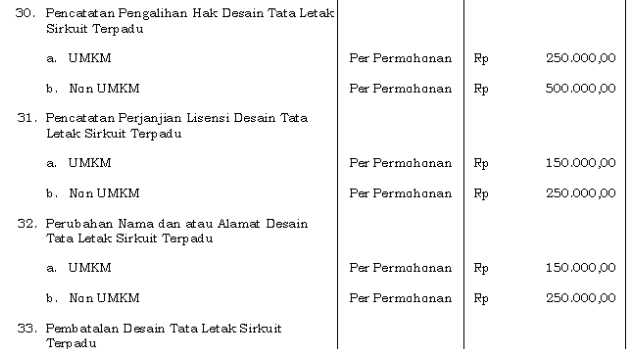 30. Pencatatan Pengalihan Hak Desain Tata Letak
Sirkuit Terpadu
a. UMKM Per Permohonan Rp 250.000,00
b. Non UMKM Per Permohonan Rp 500.000,00
31. Pencatatan Perjanjian Lisensi Desain Tata
Letak Sirkuit Terpadu
a. UMKM Per Permohonan Rp 150.000,00
b. Non UMKM Per Permohonan Rp 250.000,00
32. Perubahan Nama dan atau Alamat Desain
Tata Letak Sirkuit Terpadu
a. UMKM Per Permohonan Rp 150.000,00
b. Non UMKM Per Permohonan Rp 250.000,00
33. Pembatalan Desain Tata Letak Sirkuit
Terpadu